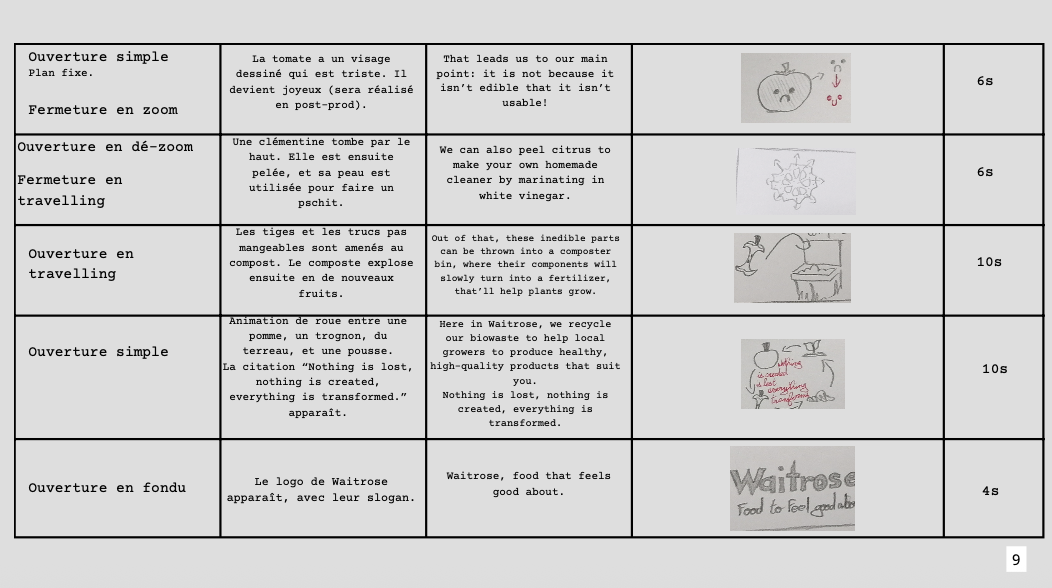 Ouverture simple
Plan fixe.
Fermeture en zoom
La tomate a un visage
dessiné qui est triste. Il
devient joyeux (sera réalisé
en post-prod).
That leads us to our main
point: it is not because it
isn’t edible that it isn’t
usable!
6s
Ouverture en dé-zoom
Fermeture en
travelling
Une clémentine tombe par le
haut. Elle est ensuite
pelée, et sa peau est
utilisée pour faire un
pschit.
We can also peel citrus to
make your own homemade
cleaner by marinating in
white vinegar.
6s
Ouverture en
travelling
Les tiges et les trucs pas
mangeables sont amenés au
compost. Le composte explose
ensuite en de nouveaux
fruits.
Out of that, these inedible parts
can be thrown into a composter
bin, where their components will
slowly turn into a fertilizer,
that’ll help plants grow.
10s
Ouverture simple
Animation de roue entre une
pomme, un trognon, du
terreau, et une pousse.
La citation “Nothing is lost,
nothing is created,
everything is transformed.”
apparaît.
Here in Waitrose, we recycle
our biowaste to help local
growers to produce healthy,
high-quality products that suit
you.
Nothing is lost, nothing is
created, everything is
transformed.
Nothing
is created
is lost
everything
10s
Ouverture en fondu
Le logo de Waitrose
apparaît, avec leur slogan.
Waitrose, food that feels
good about.
Waitrose
Food to Feel good abo
4s
9